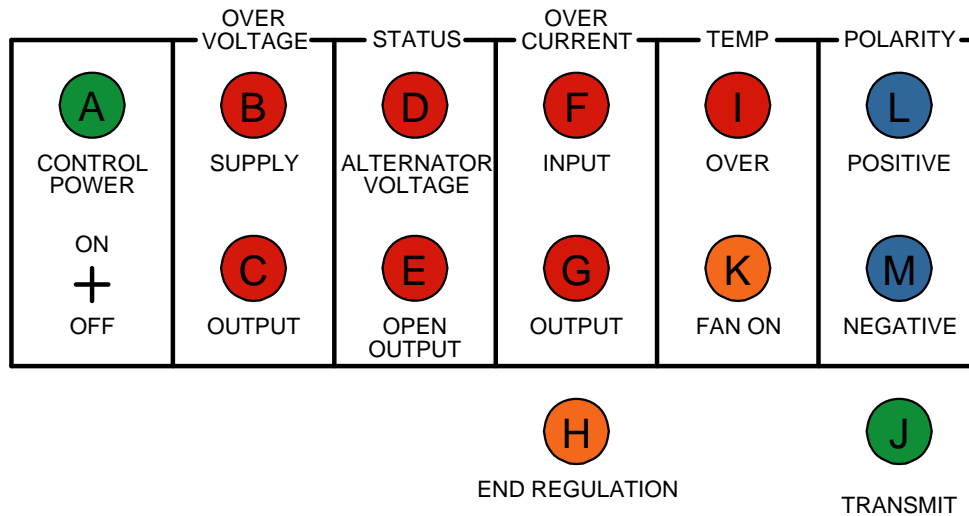 OVER
VOLTAGE
STATUS
OVER
CURRENT
TEMP
POLARITY
A
B
D
F
I
L
CONTROL
POWER
SUPPLY
ALTERNATOR
VOLTAGE
INPUT
OVER
POSITIVE
ON
OFF
C
E
G
K
M
OUTPUT
OPEN
OUTPUT
OUTPUT
FAN ON
NEGATIVE
H
J
END REGULATION
TRANSMIT